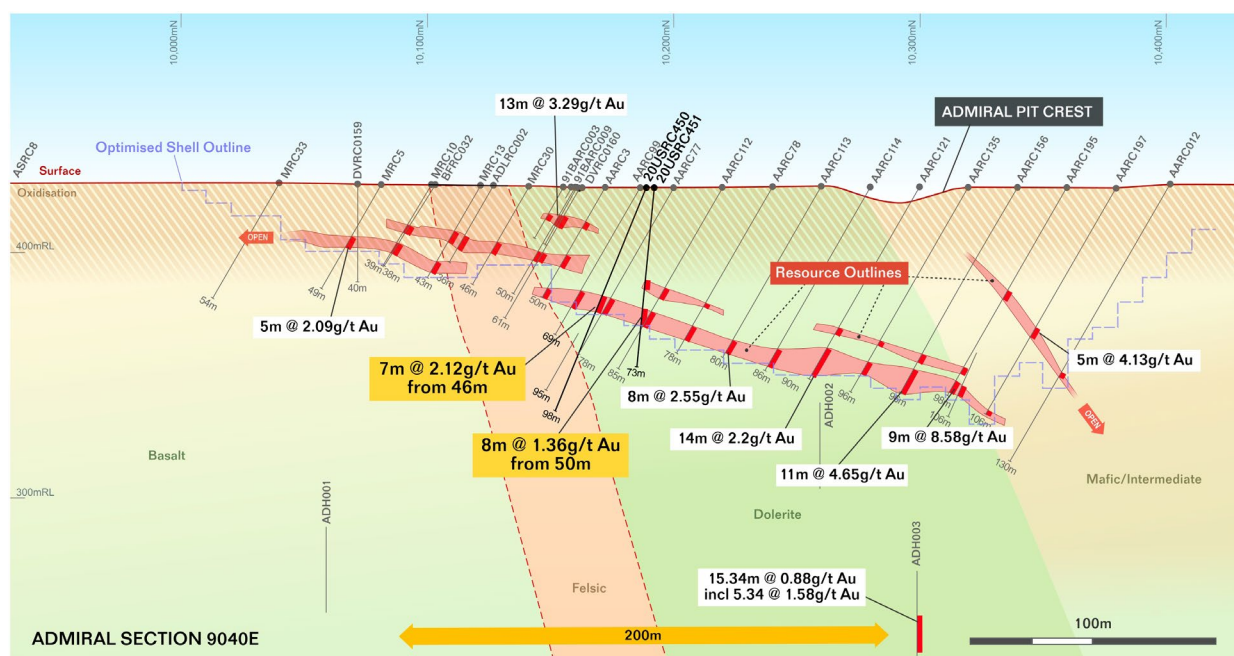 10,000mN
10,100mN
10,200mN
10,300mN
10,400mN
13m @ 3.29g/t Au
ADMIRAL PIT CREST
Optimised Shell Outline
ASRC8
MRC33
DVRC0159
MRC5
MRC10
BRRC032
MRC13
ADLRC002
MRC30
91BARC003
91BARC009
DVRC0160
AARC3
AARC99
20USRC450
20USRC451
AARC77
AARC112
AARC78
AARC113
AARC114
AARC121
AARC135
AARC156
AARC195
AARC197
AARC012
Surface
Oxidisation
400mRL
OPEN
Resource Outlines
54m
49m
40m
39m
38m
43m
36m
46m
50m
61m
50m
69m
78m
95m
98m
85m
73m
78m
80m
86m
90m
96m
98m
106m
106m
130m
5m @ 2.09g/t Au
7m @ 2.12g/t Au
from 46m
8m @ 2.55g/t Au
5m @ 4.13g/t Au
OPEN
8m @ 1.36g/t Au
from 50m
14m @ 2.2g/t Au
ADH002
9m @ 8.58g/t Au
11m @ 4.65g/t Au
Basalt
Mafic/Intermediate
300mRL
ADH001
Dolerite
ADH003
Felsic
15.34m @ 0.88g/t Au
incl 5.34 @ 1.58g/t Au
ADMIRAL SECTION 9040E
200m
100m